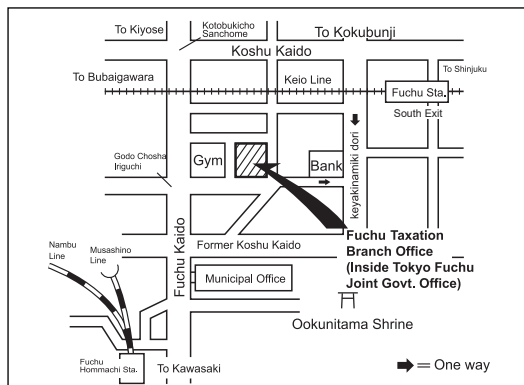 To Kiyose
Kotobukicho
Sanchome
To Kokubunji
Koshu Kaido
To Bubaigawara
Keio Line
To Shinjuku
Fuchu Sta.
South Exit
Godo Chosha
Iriguchi
Gym
Bank
keyakinamiki dori
Fuchu Kaido
Former Koshu Kaido
Fuchu Taxation
Branch Office
(Inside Tokyo Fuchu
Joint Govt. Office)
Nambu
Line
Musashino
Line
Municipal Office
Ookunitama Shrine
Fuchu
Hommachi Sta.
To Kawasaki
= One way